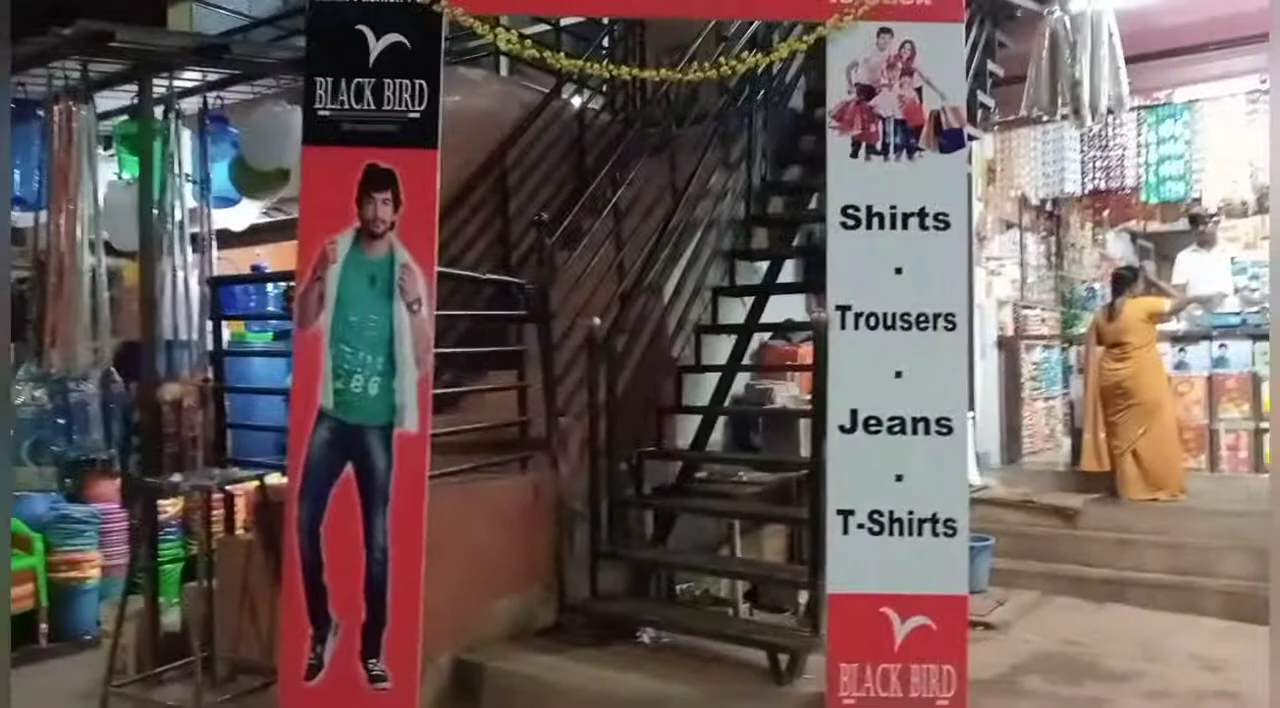 BLACK BIRD
Shirts
.
Trousers
.
Jeans
.
T-Shirts
BLACK BIRD